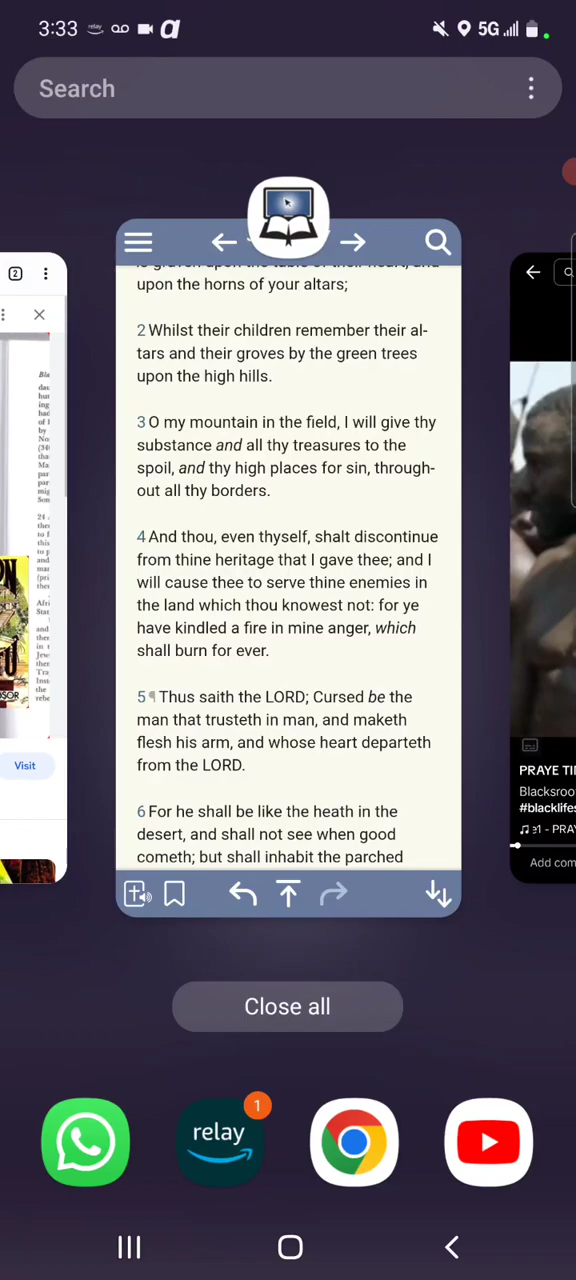 3:33 relay a 5G
Search
2
upon the horns of your altars;
2 Whilst their children remember their al-
tars and their groves by the green trees
upon the high hills.
3 O my mountain in the field, I will give thy
substance and all thy treasures to the
spoil, and thy high places for sin, through-
out all thy borders.
4 And thou, even thyself, shalt discontinue
from thine heritage that I gave thee; and I
will cause thee to serve thine enemies in
the land which thou knowest not: for ye
have kindled a fire in mine anger, which
shall burn for ever.
5 ¶ Thus saith the LORD; Cursed be the
man that trusteth in man, and maketh
flesh his arm, and whose heart departeth
from the LORD.
6 For he shall be like the heath in the
desert, and shall not see when good
cometh; but shall inhabit the parched
Visit
PRAYE TI
Blacksroo
#blacklife
Add com
Close all
1
relay